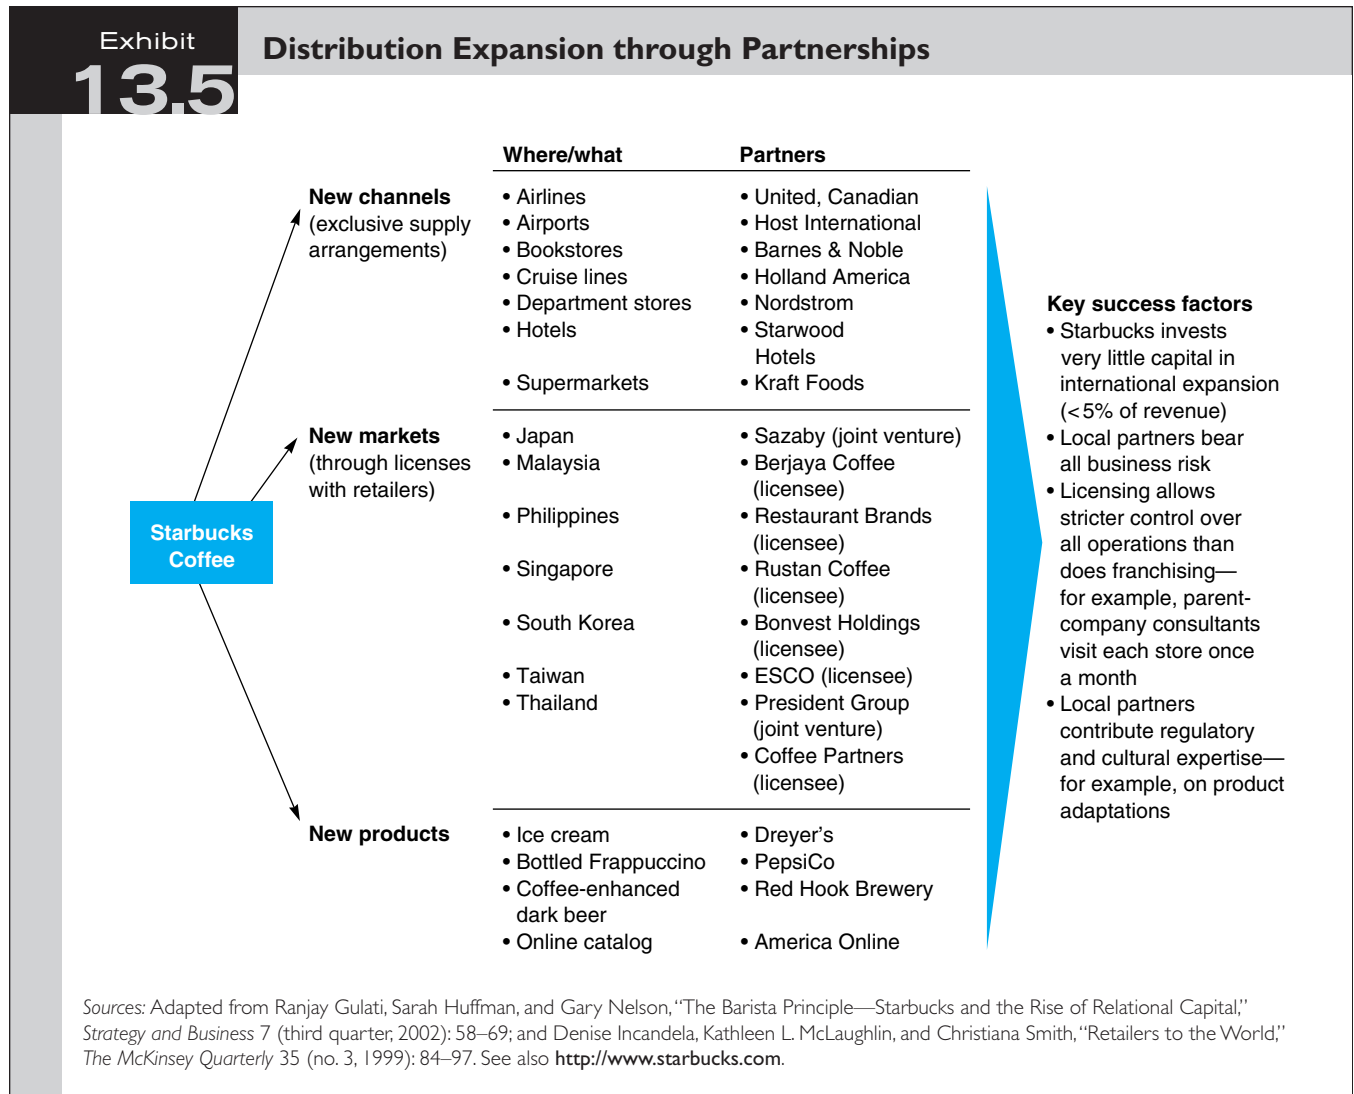 Exhibit
13.5
Distribution Expansion through Partnerships
Where/what
Partners
New channels
(exclusive supply
arrangements)
• Airlines
• Airports
• Bookstores
• Cruise lines
• Department stores
• Hotels
• Supermarkets
• United, Canadian
• Host International
• Barnes & Noble
• Holland America
• Nordstrom
• Starwood
Hotels
• Kraft Foods
New markets
(through licenses
with retailers)
• Japan
• Malaysia
• Philippines
• Singapore
• South Korea
• Taiwan
• Thailand
• Sazaby (joint venture)
• Berjaya Coffee
(licensee)
• Restaurant Brands
(licensee)
• Rustan Coffee
(licensee)
• Bonvest Holdings
(licensee)
• ESCO (licensee)
• President Group
(joint venture)
• Coffee Partners
(licensee)
Starbucks
Coffee
New products
• Ice cream
• Bottled Frappuccino
• Coffee-enhanced
dark beer
• Online catalog
• Dreyer's
• PepsiCo
• Red Hook Brewery
• America Online
Key success factors
• Starbucks invests
very little capital in
international expansion
(<5% of revenue)
• Local partners bear
all business risk
• Licensing allows
stricter control over
all operations than
does franchising—
for example, parent-
company consultants
visit each store once
a month
• Local partners
contribute regulatory
and cultural expertise—
for example, on product
adaptations
Sources: Adapted from Ranjay Gulati, Sarah Huffman, and Gary Nelson, “The Barista Principle—Starbucks and the Rise of Relational Capital,”
Strategy and Business 7 (third quarter, 2002): 58–69; and Denise Incandela, Kathleen L. McLaughlin, and Christiana Smith, “Retailers to the World,”
The McKinsey Quarterly 35 (no. 3, 1999): 84–97. See also http://www.starbucks.com.